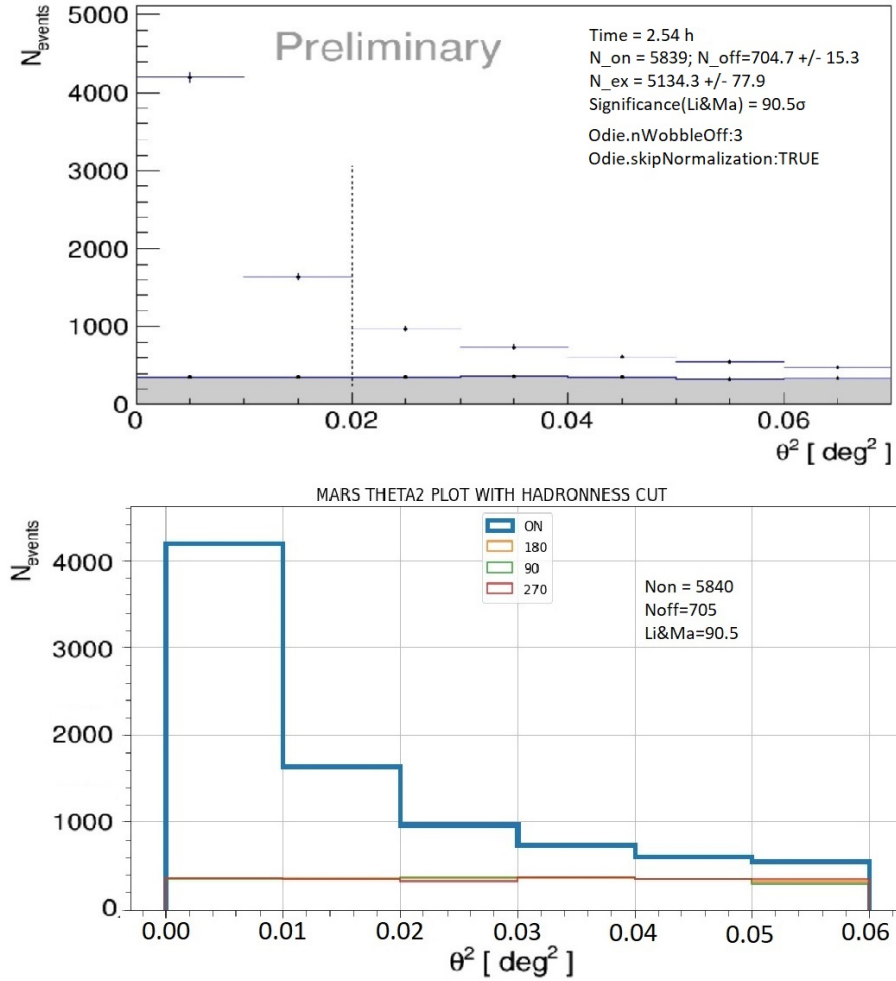 Preliminary
Time = 2.54 h
N_on = 5839; N_off=704.7 +/- 15.3
N_ex = 5134.3 +/- 77.9
Significance(Li&Ma) = 90.5σ
Odie.nWobbleOff:3
Odie.skipNormalization:TRUE
N_events
5000
4000
3000
2000
1000
0
0 0.02 0.04 0.06
θ² [ deg² ]
MARS THETA2 PLOT WITH HADRONNESS CUT
ON
180
90
270
Non = 5840
Noff=705
Li&Ma=90.5
N_events
4000
3000
2000
1000
0
0.00 0.01 0.02 0.03 0.04 0.05 0.06
θ² [ deg² ]